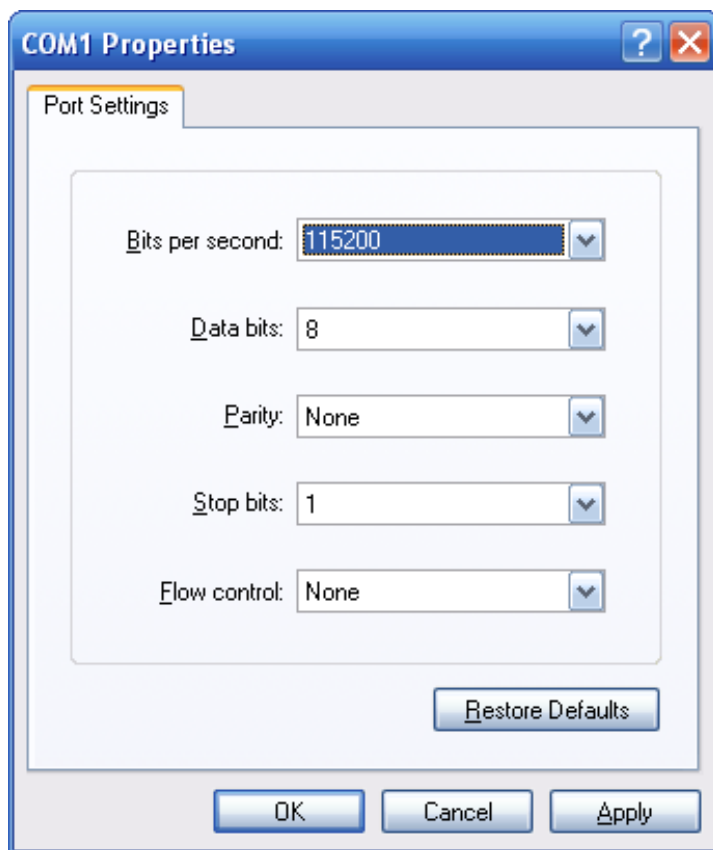 COM1 Properties
Port Settings
Bits per second: 115200
Data bits: 8
Parity: None
Stop bits: 1
Flow control: None
Restore Defaults
OK Cancel Apply